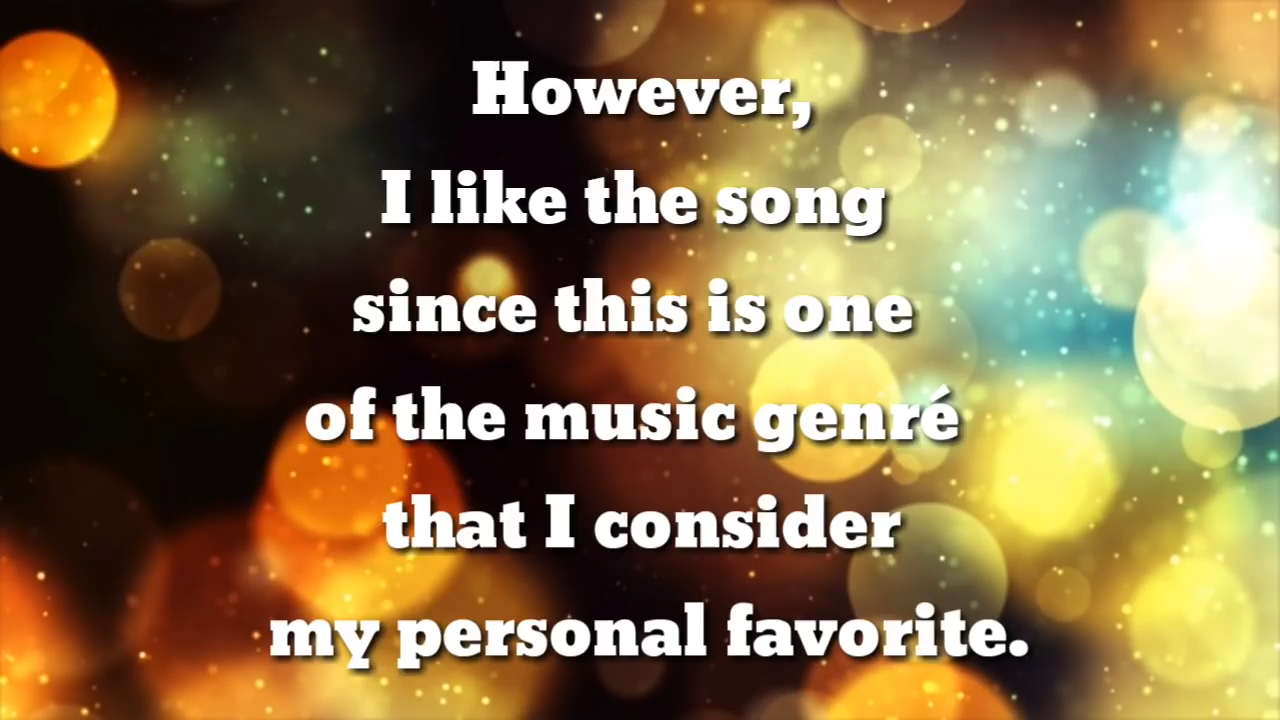 However,
I like the song
since this is one
of the music genré
that I consider
my personal favorite.